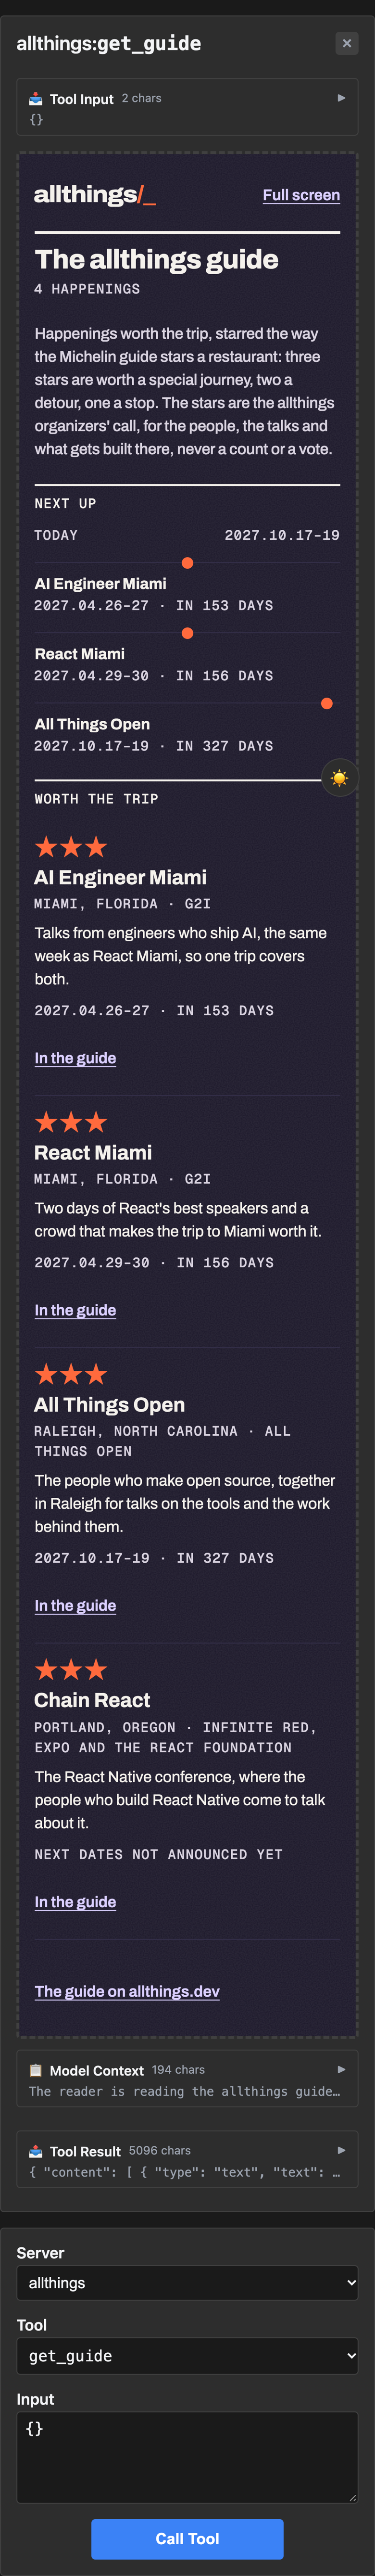 allthings:get_guide
Tool Input 2 chars
{}
allthings/_
Full screen
The allthings guide
4 HAPPENINGS
Happenings worth the trip, starred the way
the Michelin guide stars a restaurant: three
stars are worth a special journey, two a
detour, one a stop. The stars are the allthings
organizers' call, for the people, the talks and
what gets built there, never a count or a vote.
NEXT UP
TODAY 2027.10.17-19
AI Engineer Miami
2027.04.26-27 · IN 153 DAYS
React Miami
2027.04.29-30 · IN 156 DAYS
All Things Open
2027.10.17-19 · IN 327 DAYS
WORTH THE TRIP
★★★
AI Engineer Miami
MIAMI, FLORIDA · G2I
Talks from engineers who ship AI, the same
week as React Miami, so one trip covers
both.
2027.04.26-27 · IN 153 DAYS
In the guide
★★★
React Miami
MIAMI, FLORIDA · G2I
Two days of React's best speakers and a
crowd that makes the trip to Miami worth it.
2027.04.29-30 · IN 156 DAYS
In the guide
★★★
All Things Open
RALEIGH, NORTH CAROLINA · ALL
THINGS OPEN
The people who make open source, together
in Raleigh for talks on the tools and the work
behind them.
2027.10.17-19 · IN 327 DAYS
In the guide
★★★
Chain React
PORTLAND, OREGON · INFINITE RED,
EXPO AND THE REACT FOUNDATION
The React Native conference, where the
people who build React Native come to talk
about it.
NEXT DATES NOT ANNOUNCED YET
In the guide
The guide on allthings.dev
Model Context 194 chars
The reader is reading the allthings guide…
Tool Result 5096 chars
{ "content": [ { "type": "text", "text": …
Server
allthings
Tool
get_guide
Input
{}
Call Tool